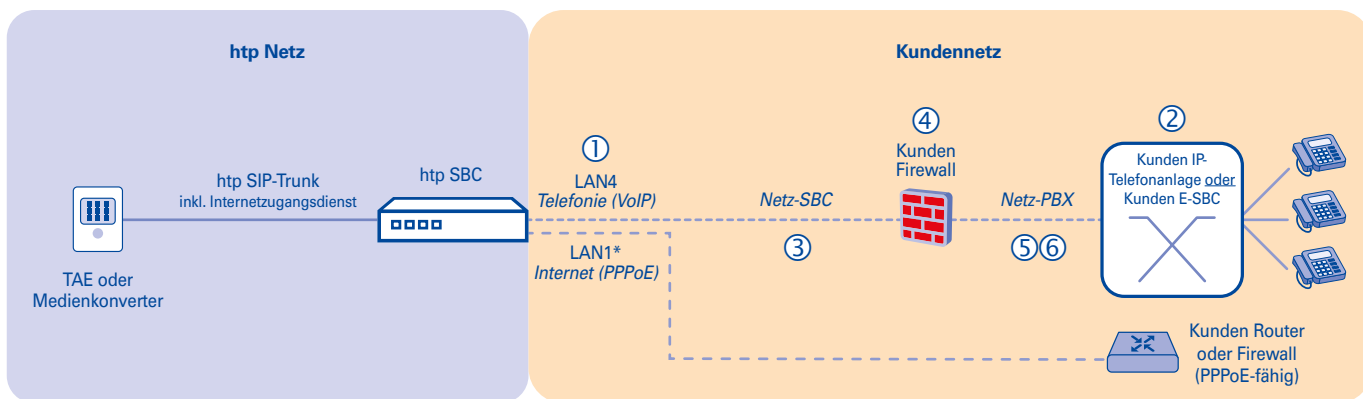 htp Netz
Kundennetz
①
②
④
Kunden
Firewall
Kunden IP-
Telefonanlage oder
Kunden E-SBC
htp SIP-Trunk
inkl. Internetzugangsdienst
htp SBC
LAN4
Telefonie (VoIP)
Netz-SBC
Netz-PBX
③
⑤⑥
LAN1*
Internet (PPPoE)
TAE oder
Medienkonverter
Kunden Router
oder Firewall
(PPPoE-fähig)